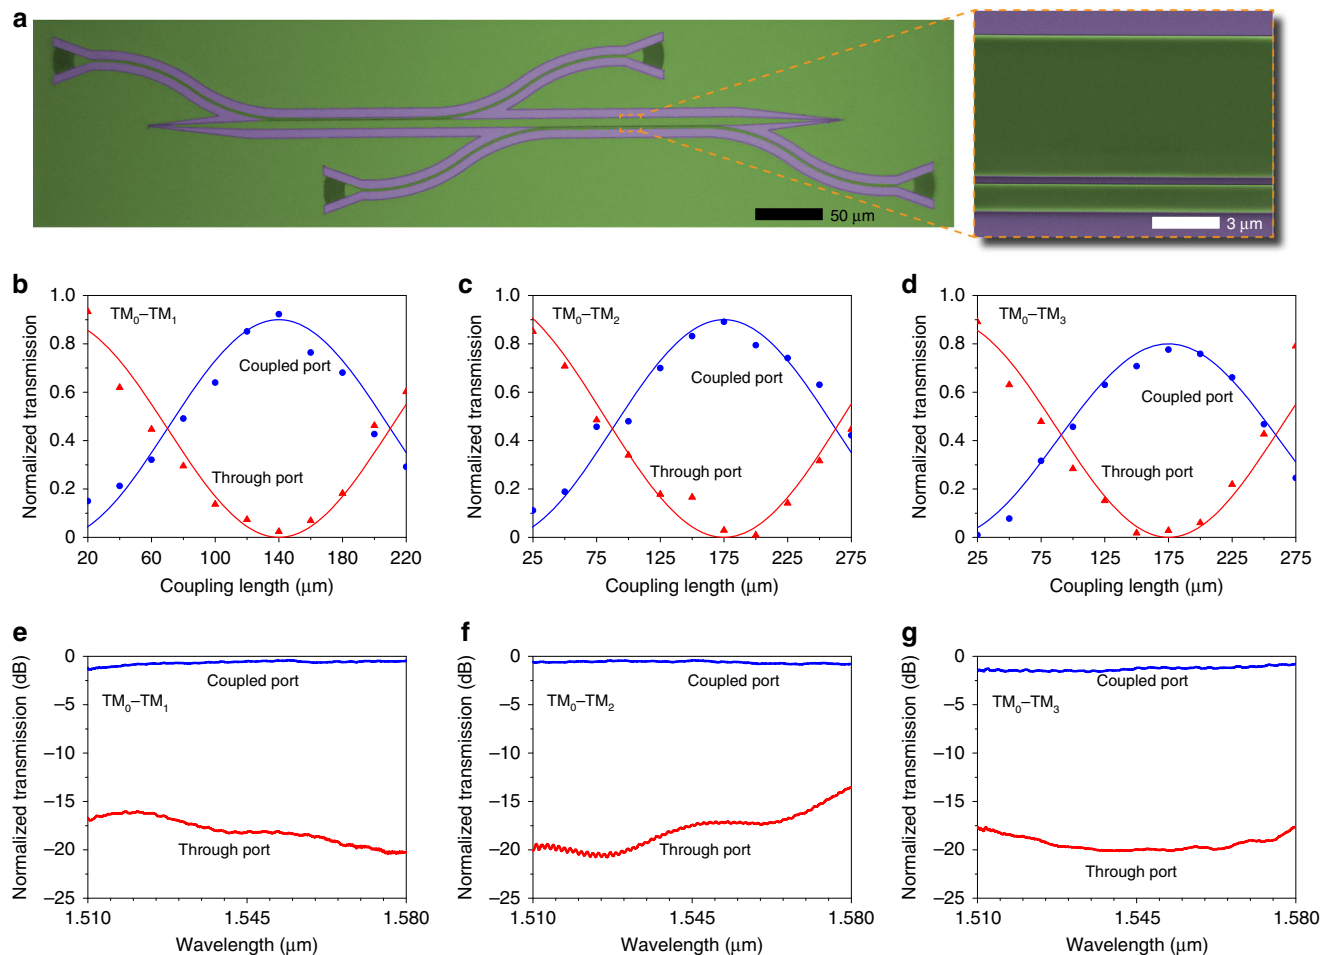 a
50 μm
3 μm
b
Normalized transmission
1.0
0.8
0.6
0.4
0.2
0
TM0–TM1
Coupled port
Through port
20
60
100
140
180
220
Coupling length (μm)
c
Normalized transmission
1.0
0.8
0.6
0.4
0.2
0
TM0–TM2
Coupled port
Through port
25
75
125
175
225
275
Coupling length (μm)
d
Normalized transmission
1.0
0.8
0.6
0.4
0.2
0
TM0–TM3
Coupled port
Through port
25
75
125
175
225
275
Coupling length (μm)
e
Normalized transmission (dB)
0
–5
–10
–15
–20
–25
Coupled port
TM0–TM1
Through port
1.510
1.545
1.580
Wavelength (μm)
f
Normalized transmission (dB)
0
–5
–10
–15
–20
–25
Coupled port
TM0–TM2
Through port
1.510
1.545
1.580
Wavelength (μm)
g
Normalized transmission (dB)
0
–5
–10
–15
–20
–25
Coupled port
TM0–TM3
Through port
1.510
1.545
1.580
Wavelength (μm)